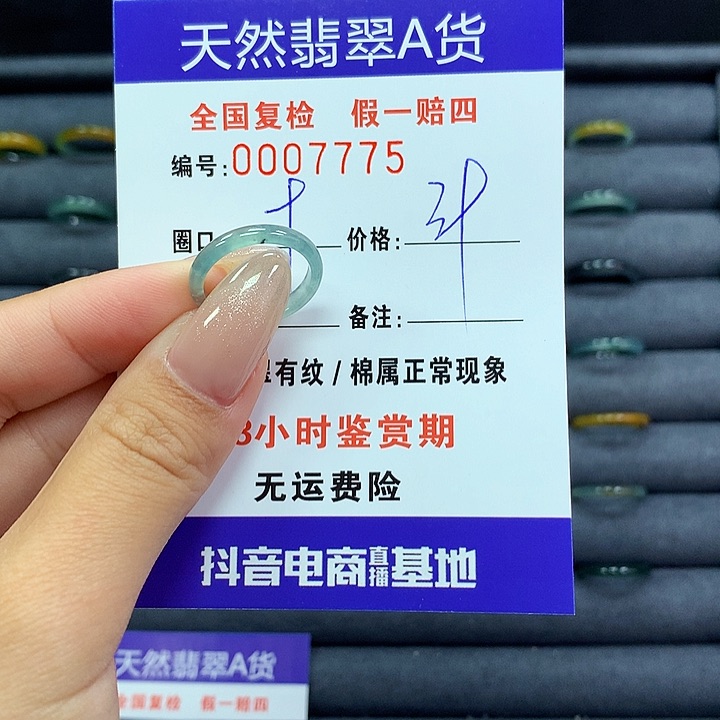 天然翡翠A货
全国复检 假一赔四
编号:0007775
圈口 价格:
备注:
有纹/棉属正常现象
8小时鉴赏期
无运费险
抖音电商直播基地
天然翡翠A货
全国复检 假一赔四